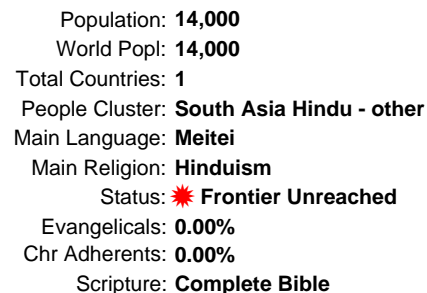 Population: 14,000
World Popl: 14,000
Total Countries: 1
People Cluster: South Asia Hindu - other
Main Language: Meitei
Main Religion: Hinduism
Status: Frontier Unreached
Evangelicals: 0.00%
Chr Adherents: 0.00%
Scripture: Complete Bible